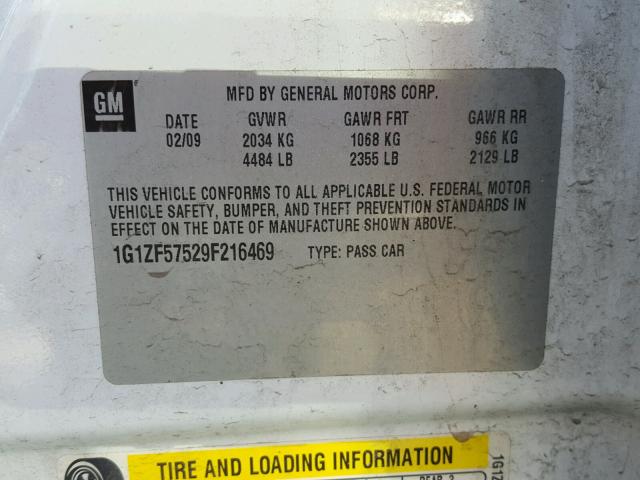 GM
MFD BY GENERAL MOTORS CORP.
DATE GVWR GAWR FRT GAWR RR
02/09 2034 KG 1068 KG 966 KG
4484 LB 2355 LB 2129 LB
THIS VEHICLE CONFORMS TO ALL APPLICABLE U.S. FEDERAL MOTOR
VEHICLE SAFETY, BUMPER, AND THEFT PREVENTION STANDARDS IN
EFFECT ON THE DATE OF MANUFACTURE SHOWN ABOVE.
1G1ZF57529F216469 TYPE: PASS CAR
TIRE AND LOADING INFORMATION
1G1Z